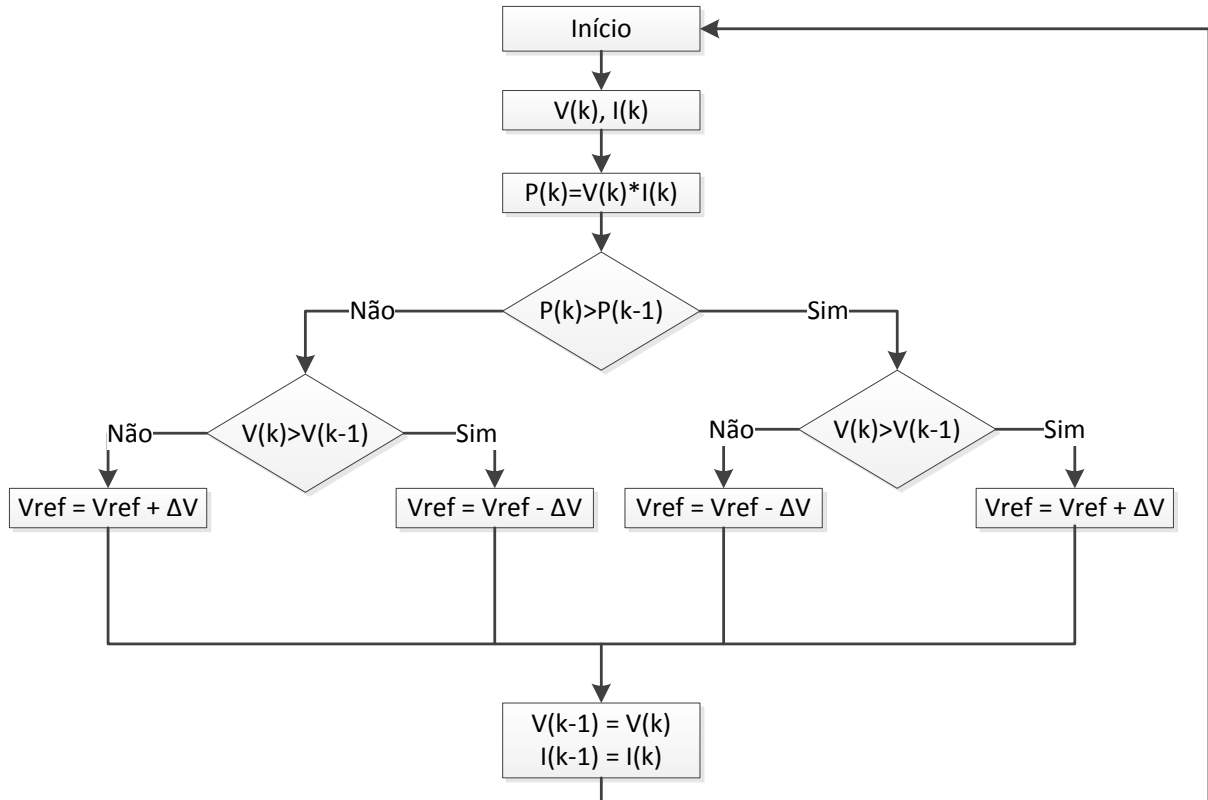 Início
V(k), I(k)
P(k)=V(k)*I(k)
Não
P(k)>P(k-1)
Sim
Não
V(k)>V(k-1)
Sim
Não
V(k)>V(k-1)
Sim
Vref = Vref + ΔV
Vref = Vref - ΔV
Vref = Vref - ΔV
Vref = Vref + ΔV
V(k-1) = V(k)
I(k-1) = I(k)